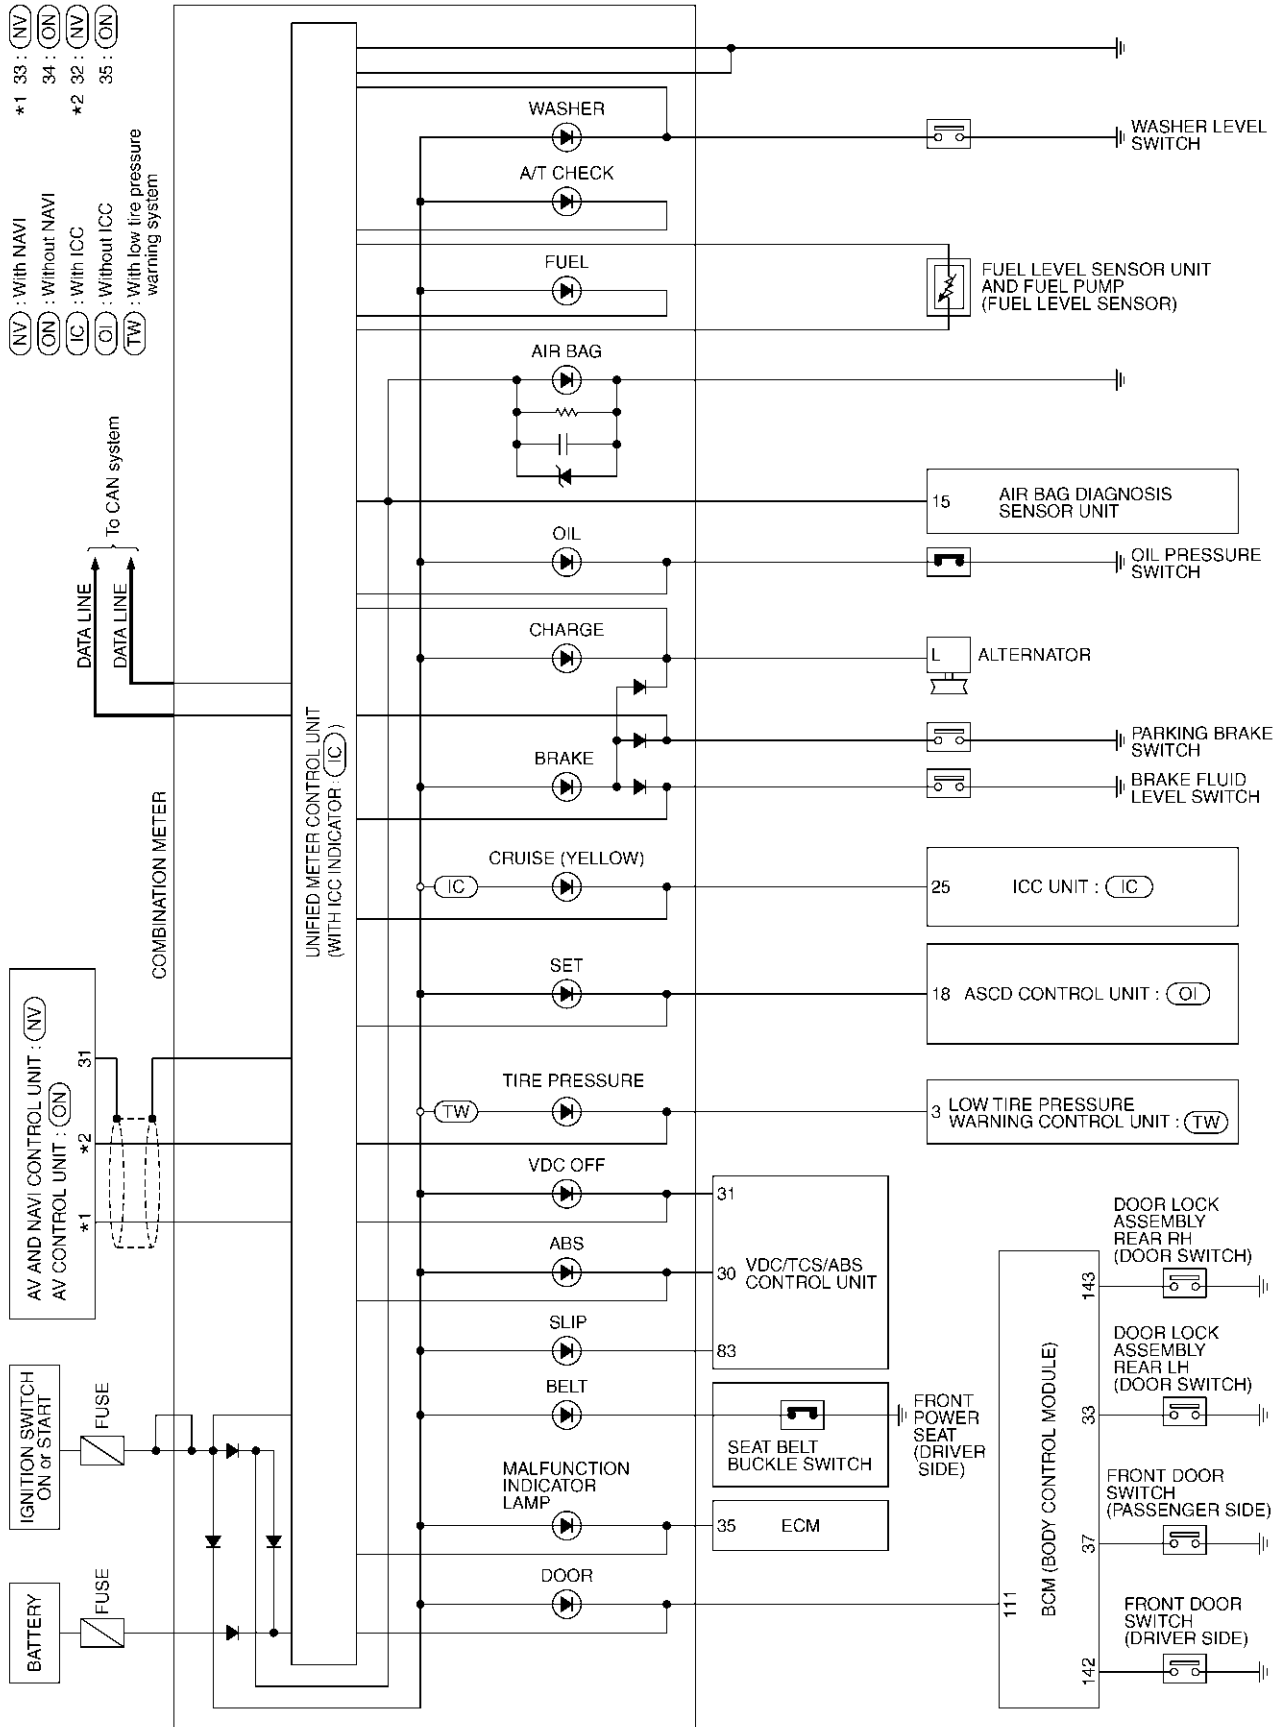 *1 33 : NV
34 : ON
*2 32 : NV
35 : ON
NV : With NAVI
ON : Without NAVI
IC : With ICC
OI : Without ICC
TW : With low tire pressure
warning system
To CAN system
DATA LINE
DATA LINE
COMBINATION METER
UNIFIED METER CONTROL UNIT
(WITH ICC INDICATOR : IC )
AV AND NAVI CONTROL UNIT : NV
AV CONTROL UNIT : ON
31
*2
*1
IGNITION SWITCH
ON or START
FUSE
BATTERY
FUSE
WASHER
WASHER LEVEL
SWITCH
A/T CHECK
FUEL
FUEL LEVEL SENSOR UNIT
AND FUEL PUMP
(FUEL LEVEL SENSOR)
AIR BAG
15 AIR BAG DIAGNOSIS
SENSOR UNIT
OIL
OIL PRESSURE
SWITCH
CHARGE
L ALTERNATOR
PARKING BRAKE
SWITCH
BRAKE
BRAKE FLUID
LEVEL SWITCH
CRUISE (YELLOW)
IC
25 ICC UNIT : IC
SET
18 ASCD CONTROL UNIT : OI
TIRE PRESSURE
TW
3 LOW TIRE PRESSURE
WARNING CONTROL UNIT : TW
VDC OFF
31
ABS
30 VDC/TCS/ABS
CONTROL UNIT
SLIP
83
BELT
SEAT BELT
BUCKLE SWITCH
FRONT
POWER
SEAT
(DRIVER
SIDE)
MALFUNCTION
INDICATOR
LAMP
35 ECM
DOOR
111
BCM (BODY CONTROL MODULE)
143
DOOR LOCK
ASSEMBLY
REAR RH
(DOOR SWITCH)
33
DOOR LOCK
ASSEMBLY
REAR LH
(DOOR SWITCH)
37
FRONT DOOR
SWITCH
(PASSENGER SIDE)
142
FRONT DOOR
SWITCH
(DRIVER SIDE)